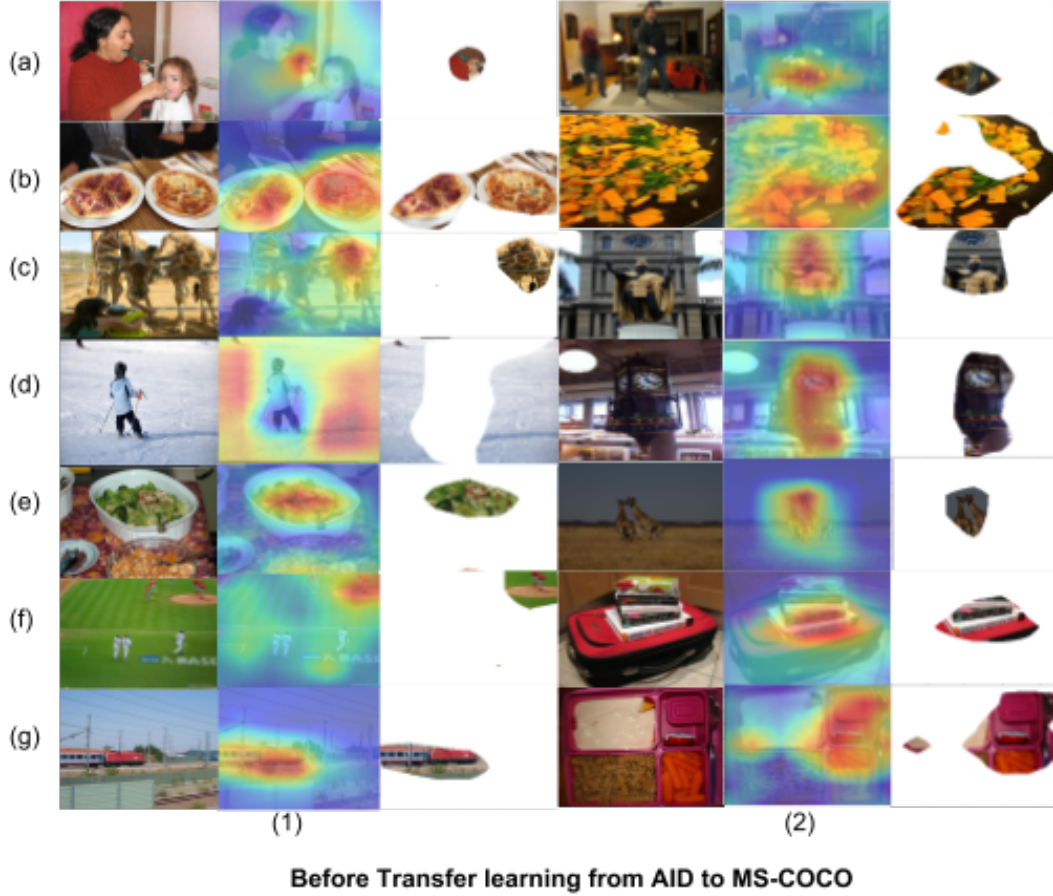 (a)
(b)
(c)
(d)
(e)
(f)
(g)
(1) (2)
Before Transfer learning from AID to MS-COCO